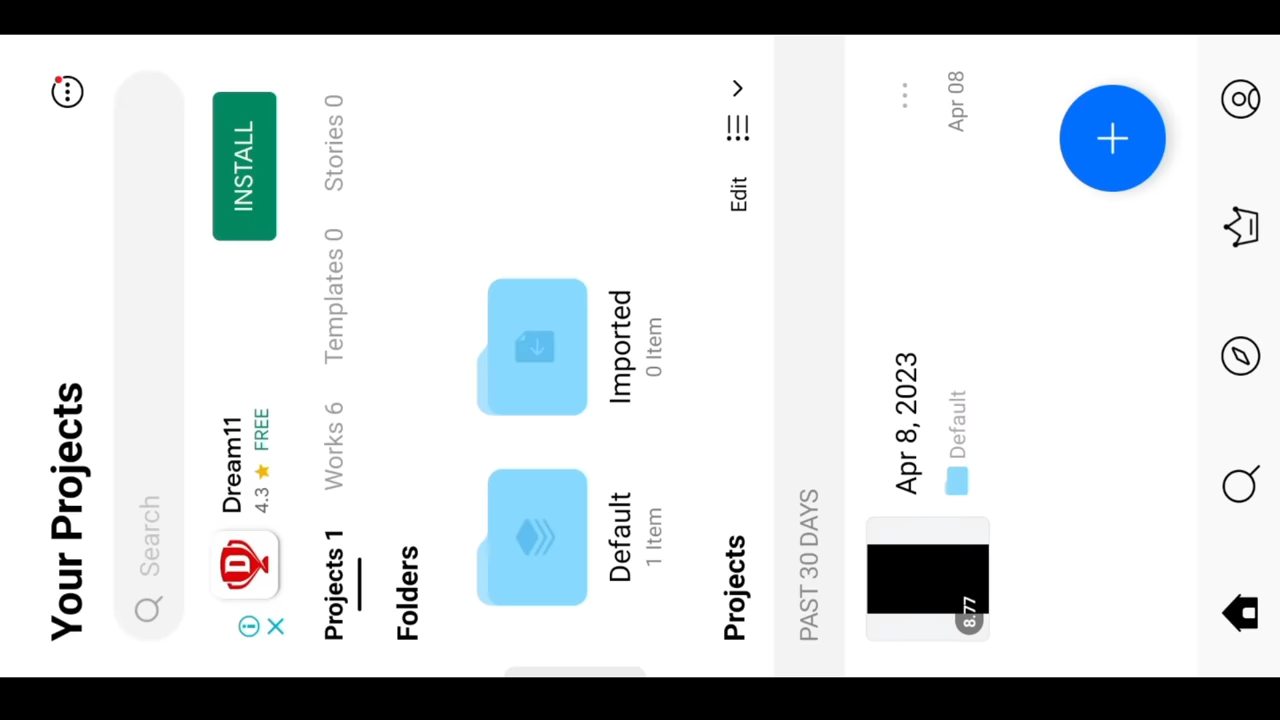 Your Projects
Search
Dream11
4.3 ★ FREE
INSTALL
Projects 1 Works 6 Templates 0 Stories 0
Folders
Default Imported
1 Item 0 Item
Projects Edit
PAST 30 DAYS
Apr 8, 2023
Default Apr 08
8.77